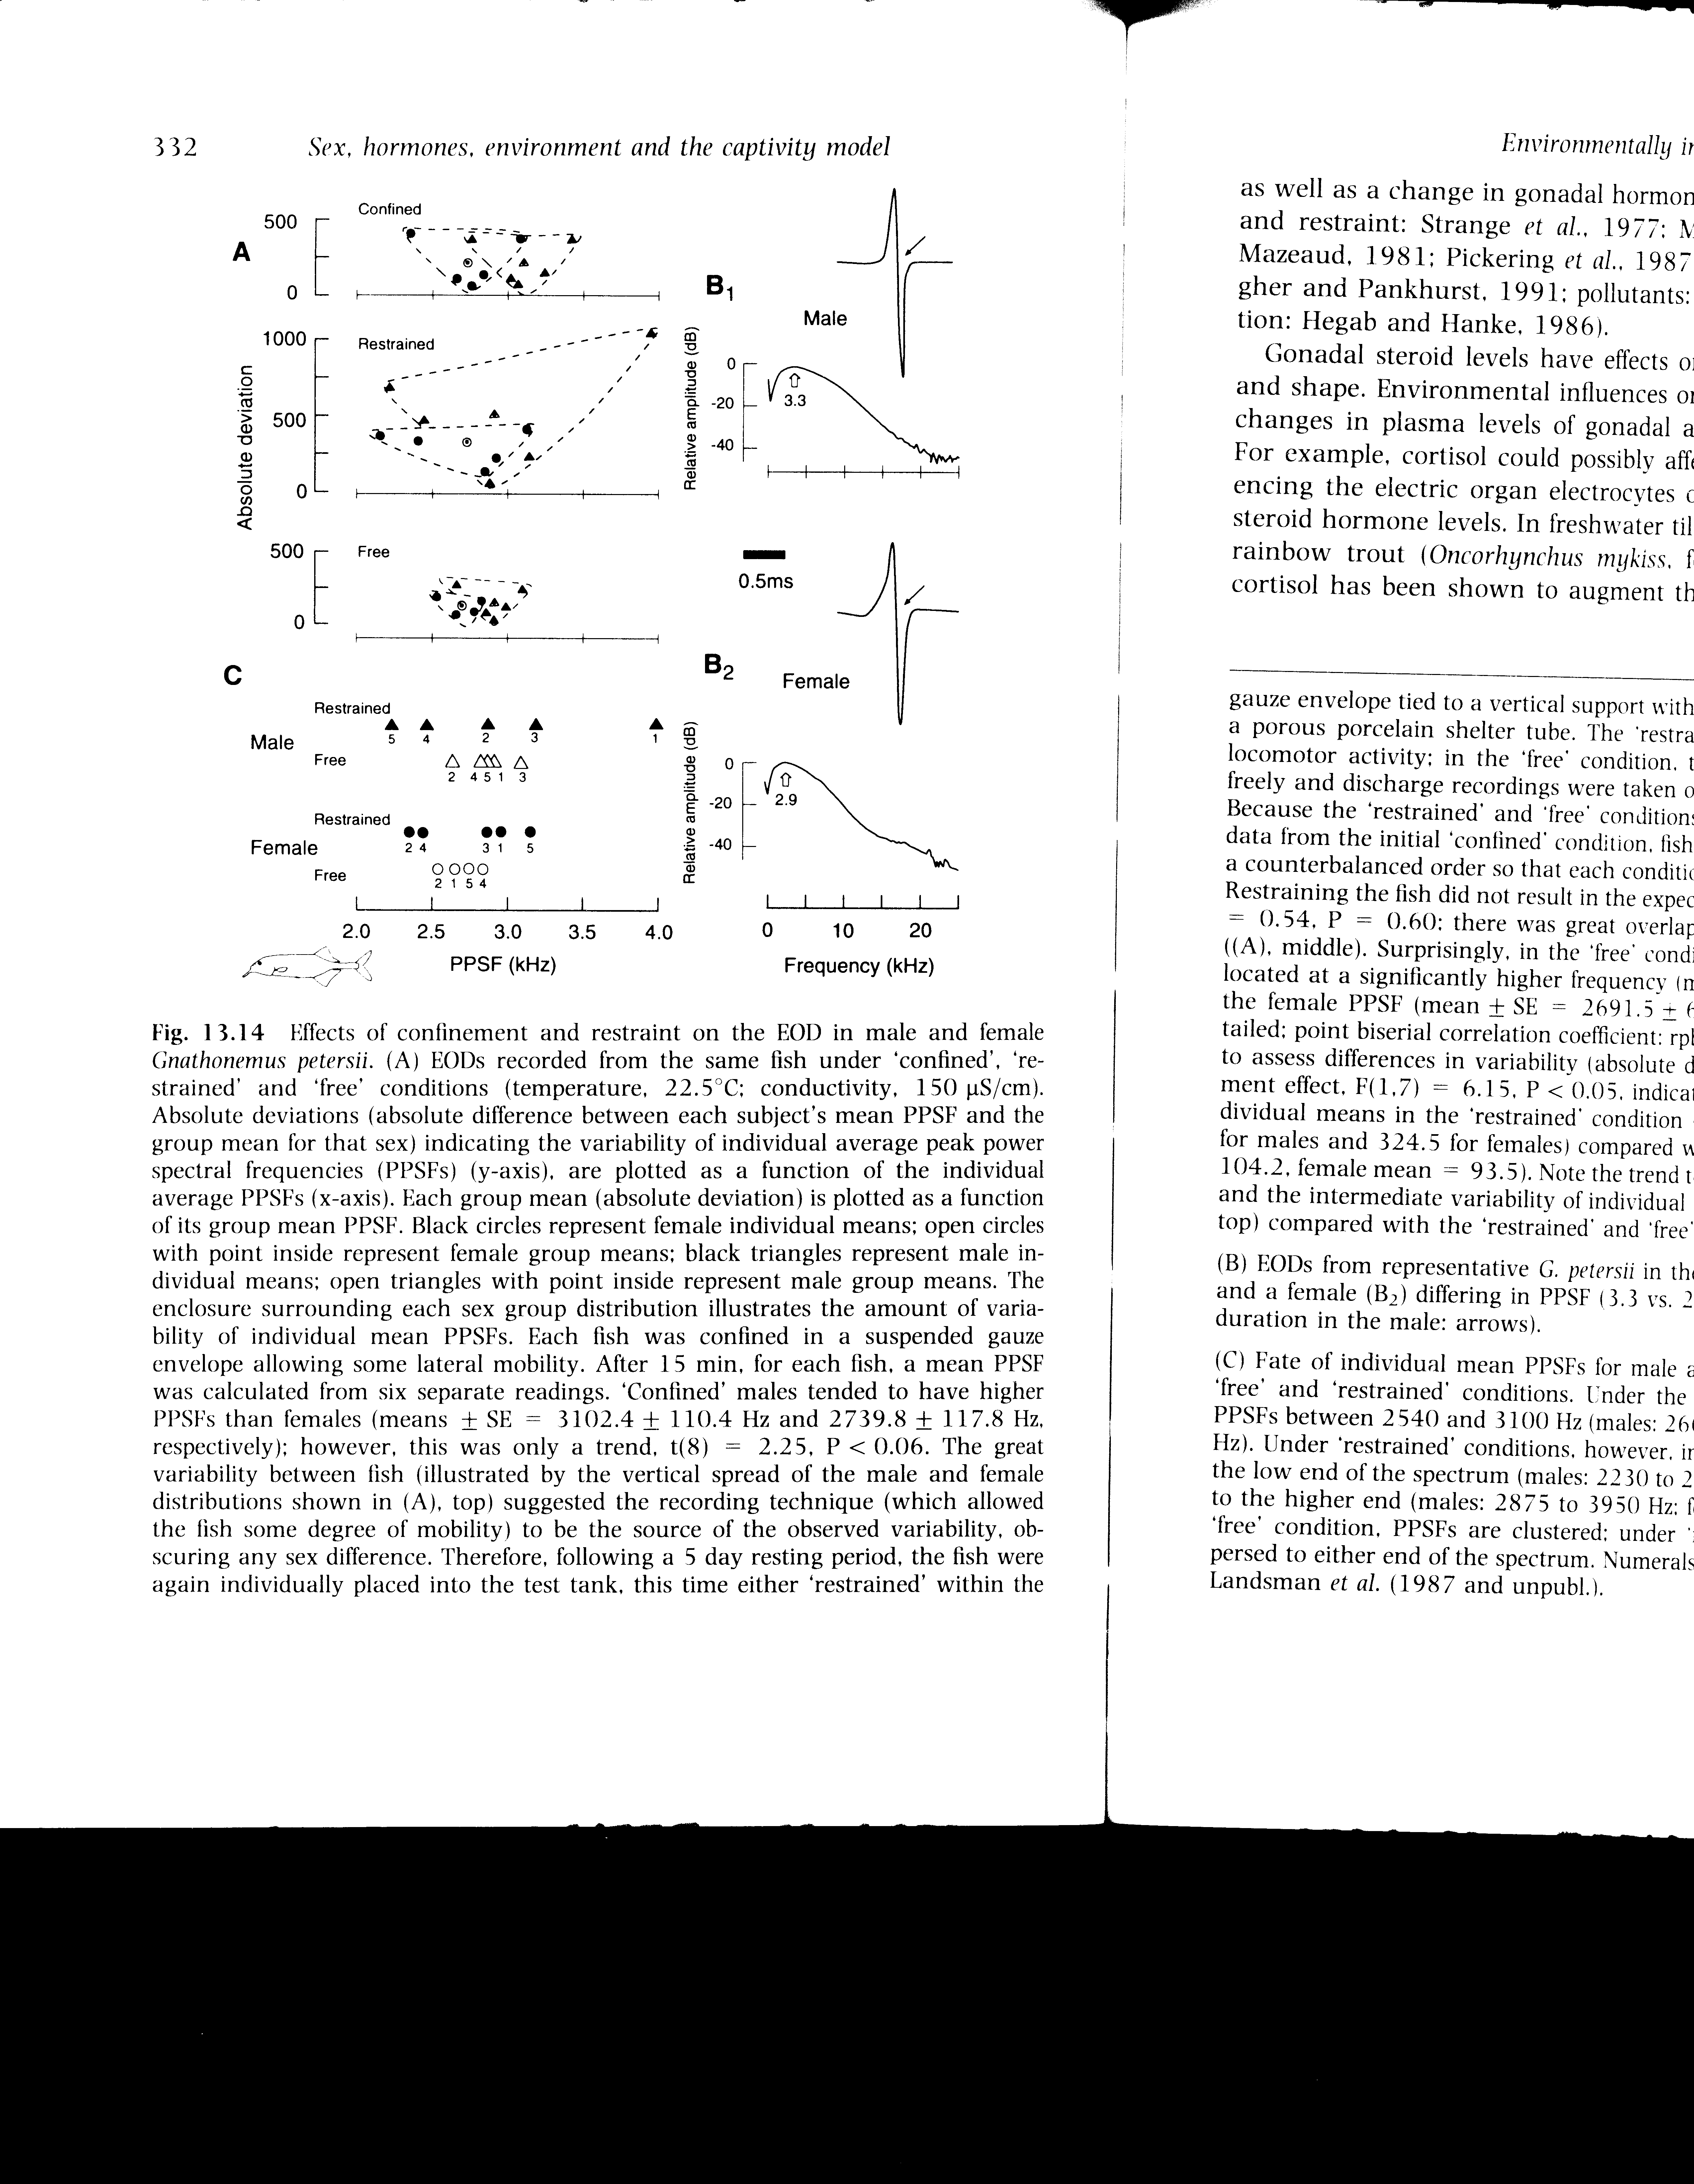 332 Sex, hormones, environment and the captivity model
A
Confined
500
0
Restrained
1000
500
0
Absolute deviation
Free
500
0
B1
Male
Relative amplitude (dB)
0
-20
-40
3.3
0.5ms
B2
Female
Relative amplitude (dB)
0
-20
-40
2.9
0 10 20
Frequency (kHz)
C
Male
Restrained
5 4 2 3 1
Free
2 4 5 1 3
Female
Restrained
2 4 3 1 5
Free
2 1 5 4
2.0 2.5 3.0 3.5 4.0
PPSF (kHz)
Fig. 13.14 Effects of confinement and restraint on the EOD in male and female
Gnathonemus petersii. (A) EODs recorded from the same fish under ‘confined’, ‘re-
strained’ and ‘free’ conditions (temperature, 22.5°C; conductivity, 150 µS/cm).
Absolute deviations (absolute difference between each subject’s mean PPSF and the
group mean for that sex) indicating the variability of individual average peak power
spectral frequencies (PPSFs) (y-axis), are plotted as a function of the individual
average PPSFs (x-axis). Each group mean (absolute deviation) is plotted as a function
of its group mean PPSF. Black circles represent female individual means; open circles
with point inside represent female group means; black triangles represent male in-
dividual means; open triangles with point inside represent male group means. The
enclosure surrounding each sex group distribution illustrates the amount of varia-
bility of individual mean PPSFs. Each fish was confined in a suspended gauze
envelope allowing some lateral mobility. After 15 min, for each fish, a mean PPSF
was calculated from six separate readings. ‘Confined’ males tended to have higher
PPSFs than females (means ± SE = 3102.4 ± 110.4 Hz and 2739.8 ± 117.8 Hz,
respectively); however, this was only a trend, t(8) = 2.25, P < 0.06. The great
variability between fish (illustrated by the vertical spread of the male and female
distributions shown in (A), top) suggested the recording technique (which allowed
the fish some degree of mobility) to be the source of the observed variability, ob-
scuring any sex difference. Therefore, following a 5 day resting period, the fish were
again individually placed into the test tank, this time either ‘restrained’ within the
Environmentally
as well as a change in gonadal
and restraint: Strange et al., 1977;
Mazeaud, 1981; Pickering et al., 1987
gher and Pankhurst, 1991; pollutants:
tion: Hegab and Hanke, 1986).
Gonadal steroid levels have effects
and shape. Environmental influences
changes in plasma levels of gonadal
For example, cortisol could possibly
encing the electric organ electrocytes
steroid hormone levels. In freshwater
rainbow trout (Oncorhynchus mykiss,
cortisol has been shown to augment
gauze envelope tied to a vertical support with
a porous porcelain shelter tube. The
locomotor activity; in the ‘free’ condition,
freely and discharge recordings were taken
Because the ‘restrained’ and ‘free’
data from the initial ‘confined’ condition, fish
a counterbalanced order so that each
Restraining the fish did not result in the
= 0.54, P = 0.60; there was great overlap
((A), middle). Surprisingly, in the ‘free’
located at a significantly higher frequency
the female PPSF (mean ± SE = 2691.5 ±
tailed; point biserial correlation coefficient:
to assess differences in variability (absolute
ment effect, F(1,7) = 6.15, P < 0.05,
dividual means in the ‘restrained’ condition
for males and 324.5 for females) compared
104.2, female mean = 93.5). Note the trend
and the intermediate variability of individual
top) compared with the ‘restrained’ and ‘free’
(B) EODs from representative G. petersii in
and a female (B2) differing in PPSF (3.3 vs.
duration in the male: arrows).
(C) Fate of individual mean PPSFs for male
‘free’ and ‘restrained’ conditions. Under the
PPSFs between 2540 and 3100 Hz (males:
Hz). Under ‘restrained’ conditions, however,
the low end of the spectrum (males: 2230 to
to the higher end (males: 2875 to 3950 Hz;
‘free’ condition, PPSFs are clustered; under
persed to either end of the spectrum. Numerals
Landsman et al. (1987 and unpubl.).